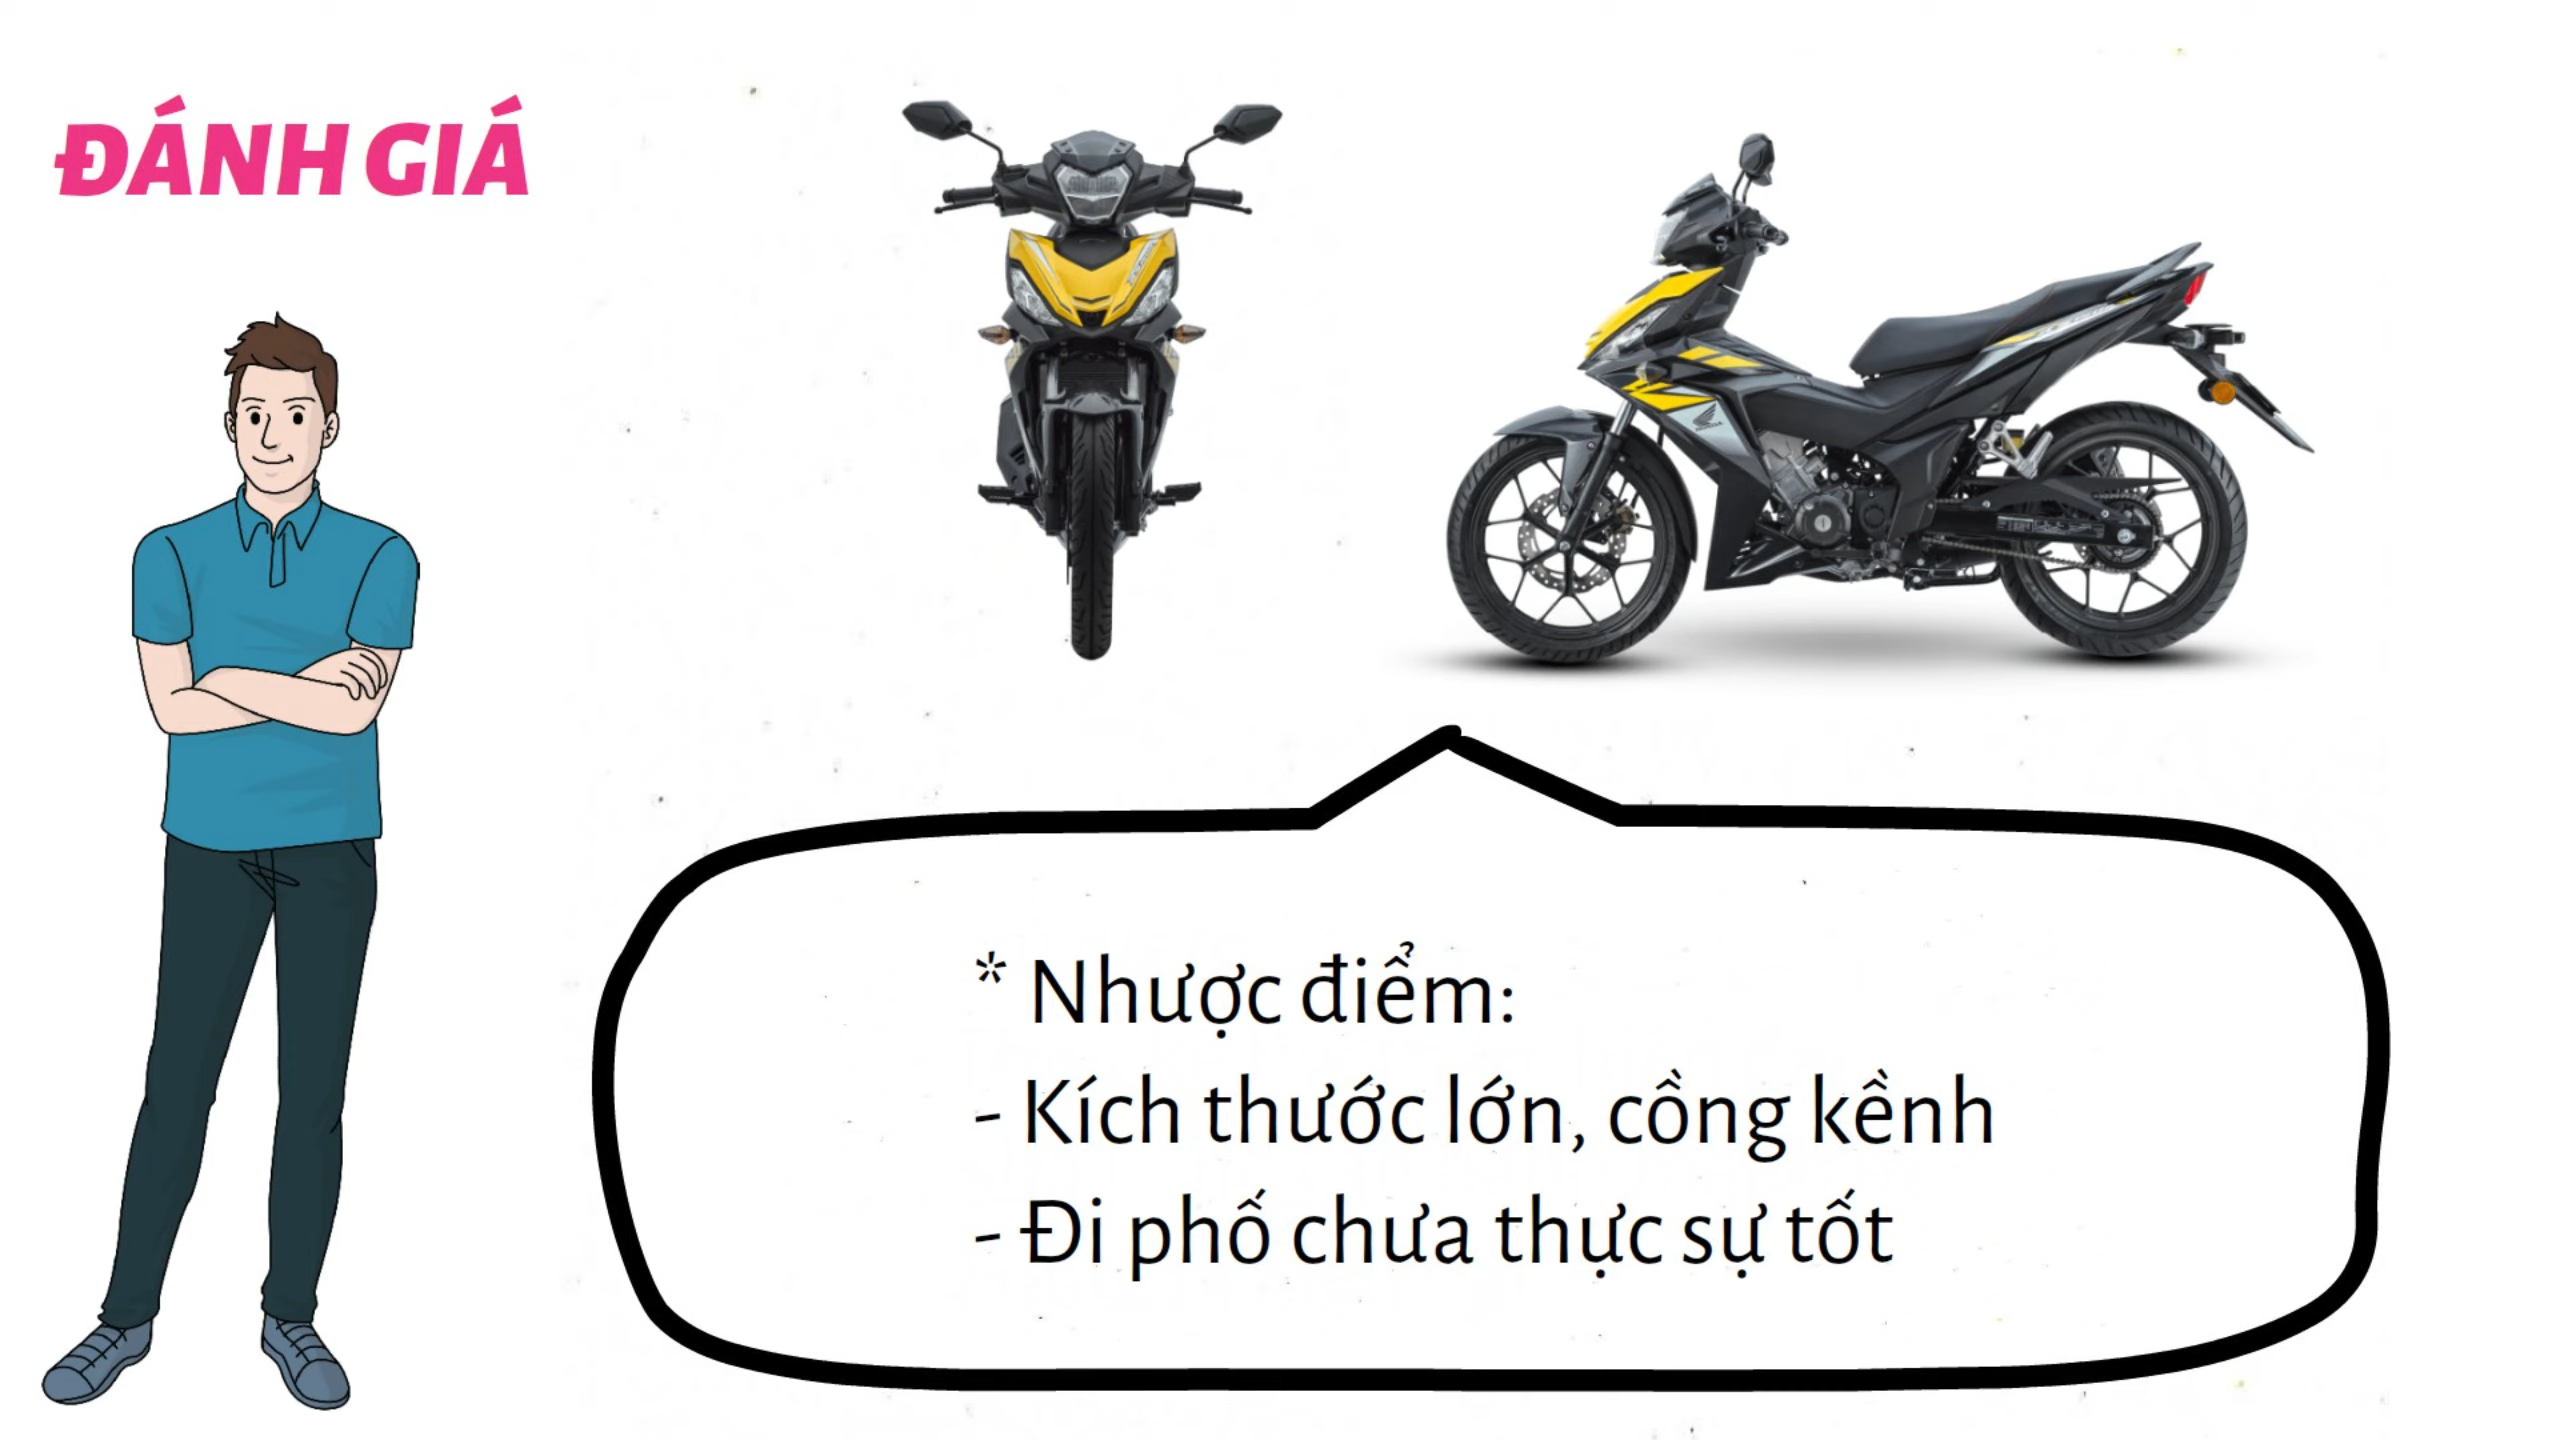 ĐÁNH GIÁ
* Nhược điểm:
- Kích thước lớn, cồng kềnh
- Đi phố chưa thực sự tốt